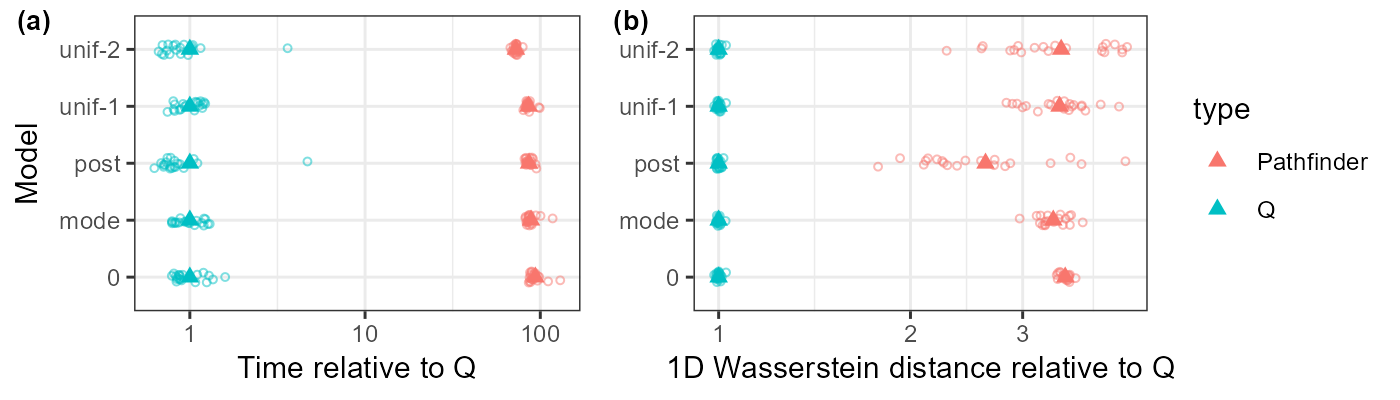 (a)
unif-2
unif-1
post
mode
0
Model
1 10 100
Time relative to Q
(b)
unif-2
unif-1
post
mode
0
1 2 3
1D Wasserstein distance relative to Q
type
Pathfinder
Q